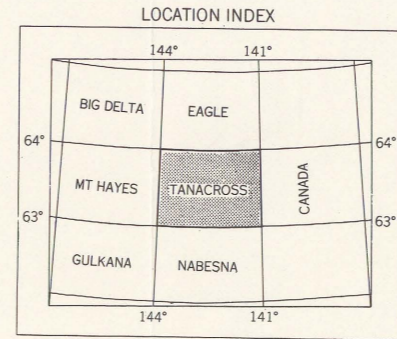 LOCATION INDEX
144° 141°
BIG DELTA EAGLE
64° 64°
MT HAYES TANACROSS CANADA
63° 63°
GULKANA NABESNA
144° 141°